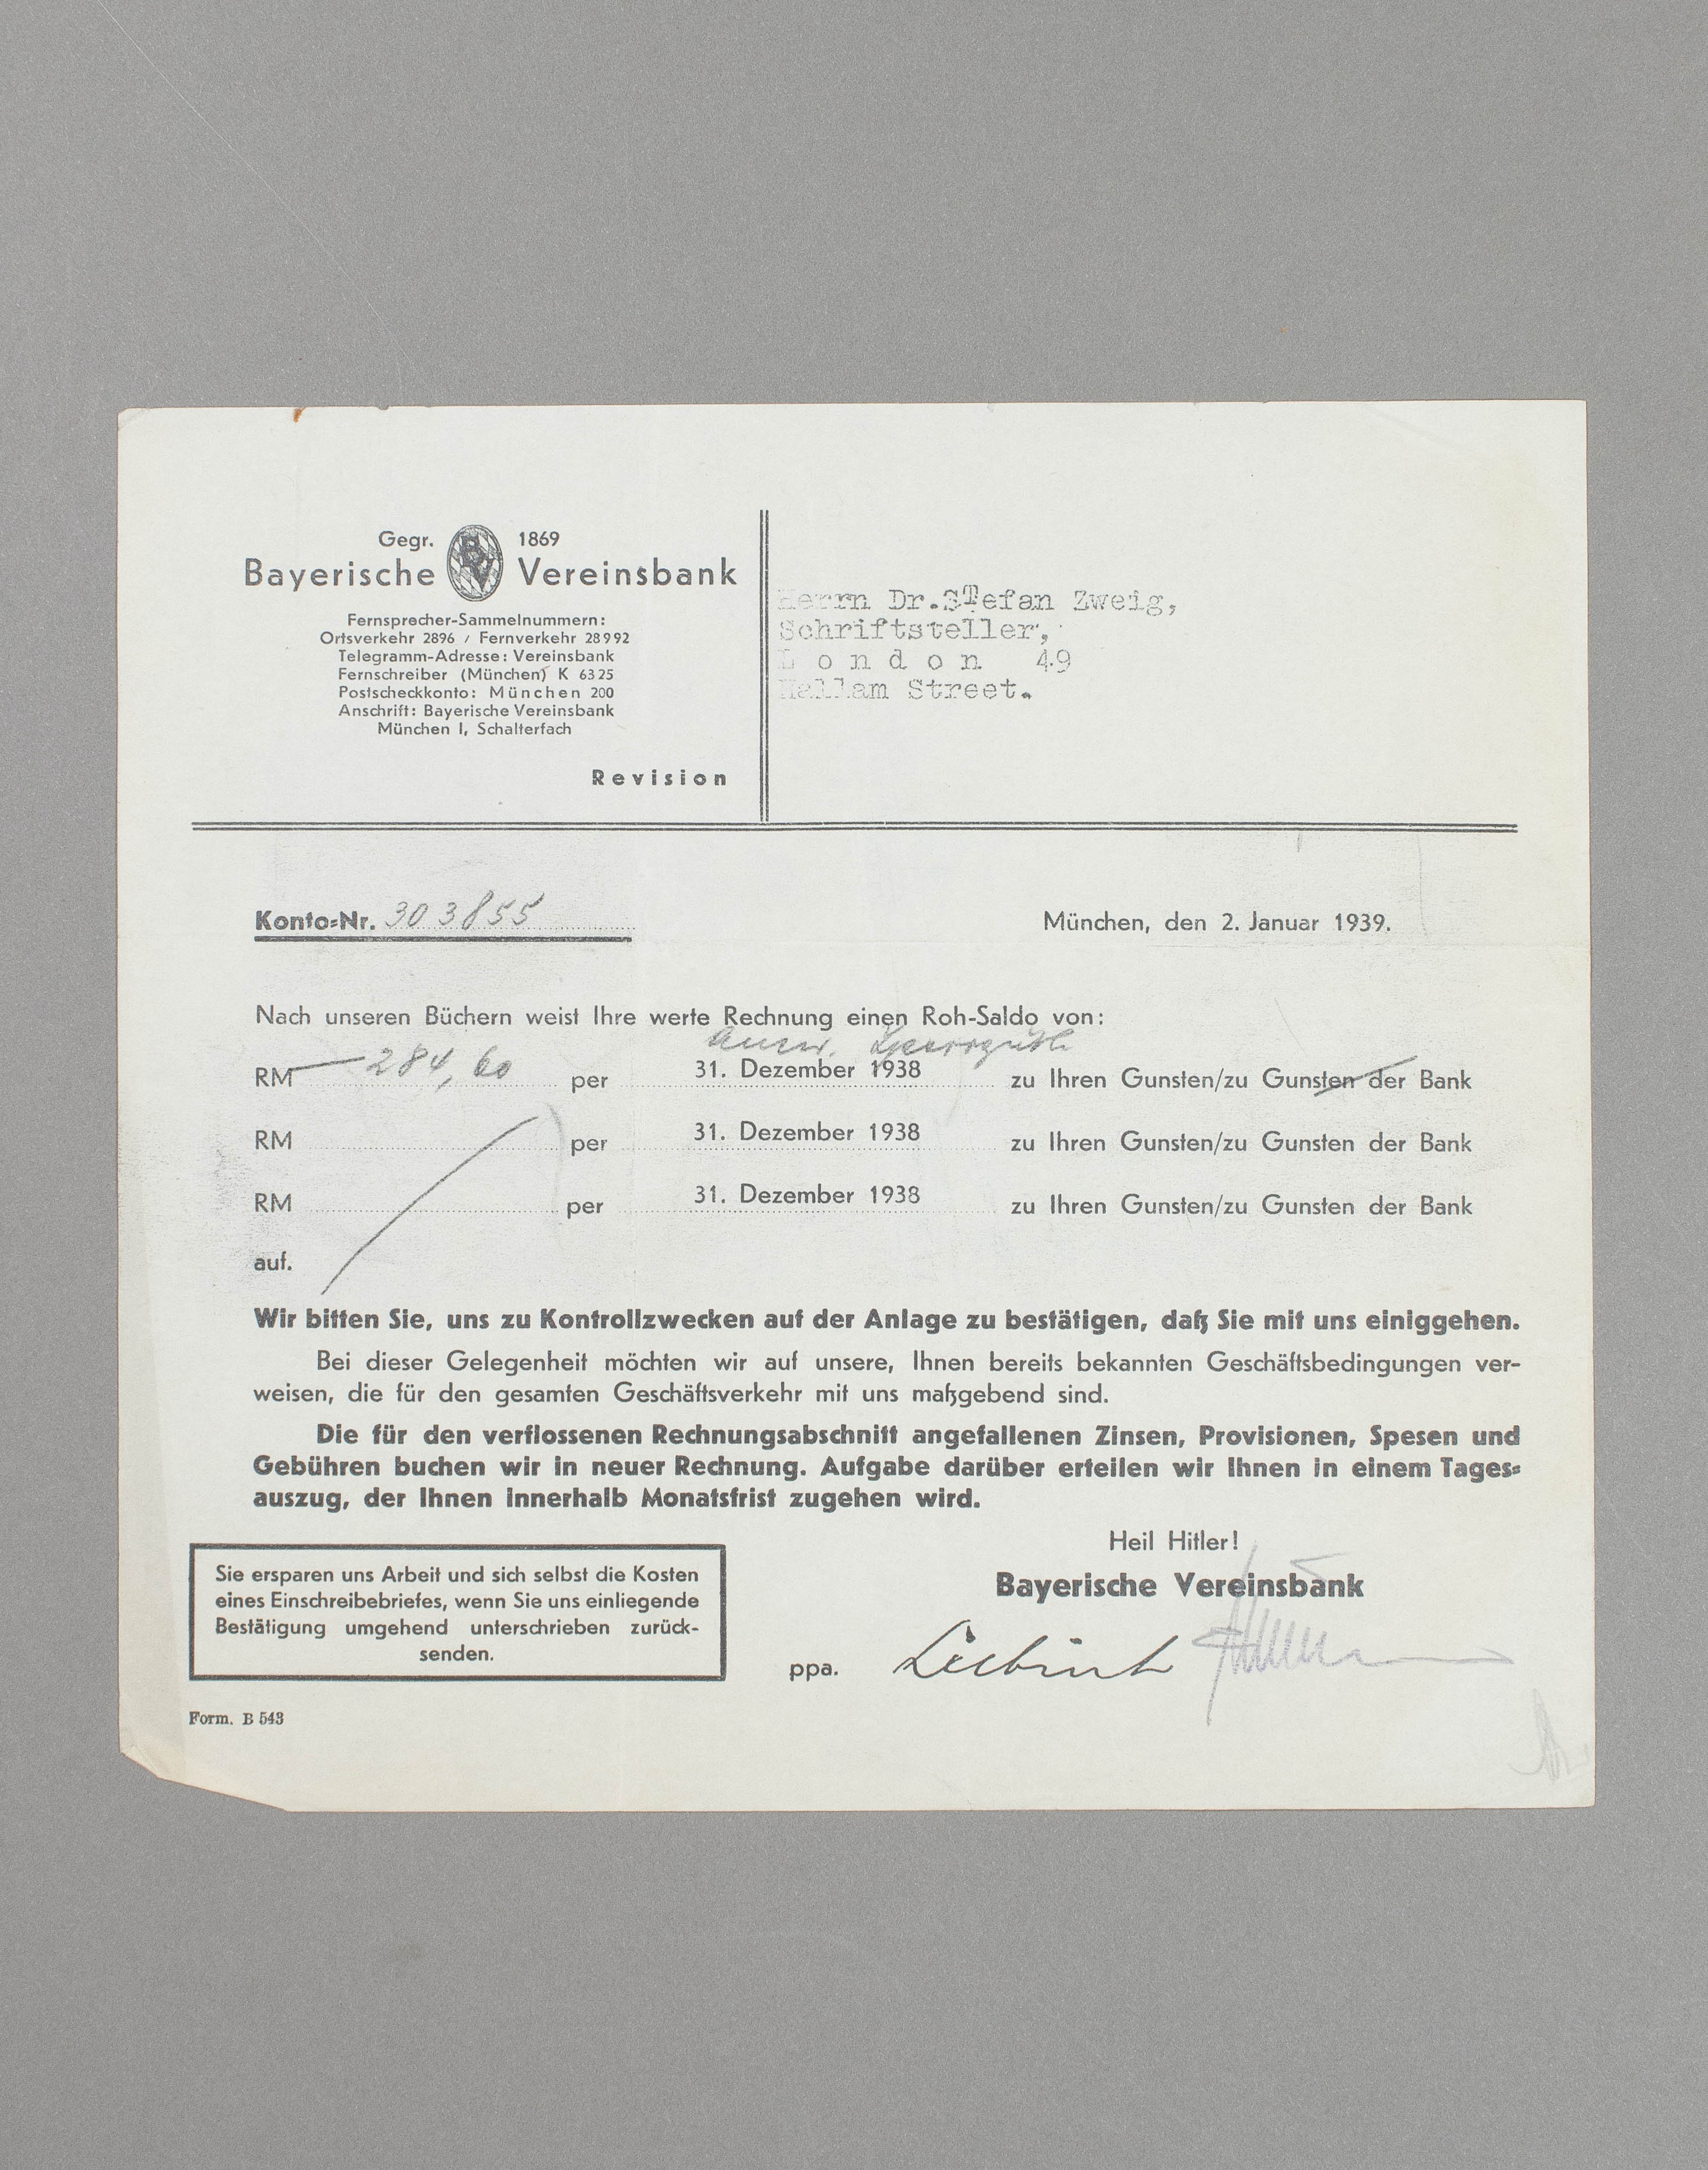 Gegr. BV 1869
Bayerische Vereinsbank
Fernsprecher-Sammelnummern:
Ortsverkehr 2896 / Fernverkehr 28992
Telegramm-Adresse: Vereinsbank
Fernschreiber (München) K 6325
Postscheckkonto: München 200
Anschrift: Bayerische Vereinsbank
München I, Schalterfach
Revision
Herrn Dr.STefan Zweig,
Schriftsteller,
L o n d o n 49
Hallam Street.
Konto=Nr. 303855
München, den 2. Januar 1939.
Nach unseren Büchern weist Ihre werte Rechnung einen Roh-Saldo von:
RM — 284,60 per 31. Dezember 1938 zu Ihren Gunsten/zu Gunsten der Bank
RM per 31. Dezember 1938 zu Ihren Gunsten/zu Gunsten der Bank
RM per 31. Dezember 1938 zu Ihren Gunsten/zu Gunsten der Bank
auf.
Wir bitten Sie, uns zu Kontrollzwecken auf der Anlage zu bestätigen, daß Sie mit uns einiggehen.
Bei dieser Gelegenheit möchten wir auf unsere, Ihnen bereits bekannten Geschäftsbedingungen ver-
weisen, die für den gesamten Geschäftsverkehr mit uns maßgebend sind.
Die für den verflossenen Rechnungsabschnitt angefallenen Zinsen, Provisionen, Spesen und
Gebühren buchen wir in neuer Rechnung. Aufgabe darüber erteilen wir Ihnen in einem Tages=
auszug, der Ihnen innerhalb Monatsfrist zugehen wird.
Heil Hitler!
Bayerische Vereinsbank
ppa.
Sie ersparen uns Arbeit und sich selbst die Kosten
eines Einschreibebriefes, wenn Sie uns einliegende
Bestätigung umgehend unterschrieben zurück-
senden.
Form. B 543